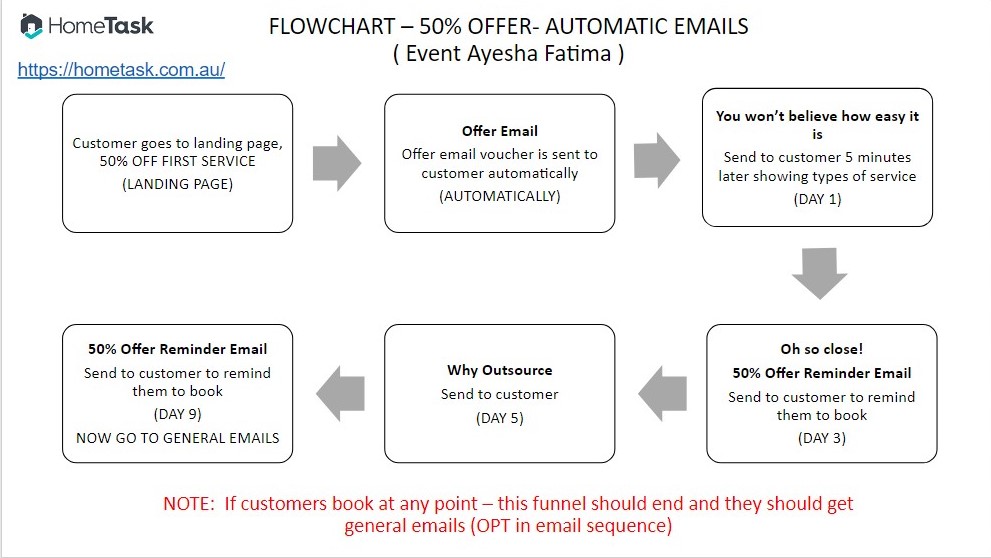 HomeTask
FLOWCHART – 50% OFFER- AUTOMATIC EMAILS
( Event Ayesha Fatima )
https://hometask.com.au/
Customer goes to landing page,
50% OFF FIRST SERVICE
(LANDING PAGE)
Offer Email
Offer email voucher is sent to
customer automatically
(AUTOMATICALLY)
You won’t believe how easy it
is
Send to customer 5 minutes
later showing types of service
(DAY 1)
Oh so close!
50% Offer Reminder Email
Send to customer to remind
them to book
(DAY 3)
Why Outsource
Send to customer
(DAY 5)
50% Offer Reminder Email
Send to customer to remind
them to book
(DAY 9)
NOW GO TO GENERAL EMAILS
NOTE:  If customers book at any point – this funnel should end and they should get
general emails (OPT in email sequence)